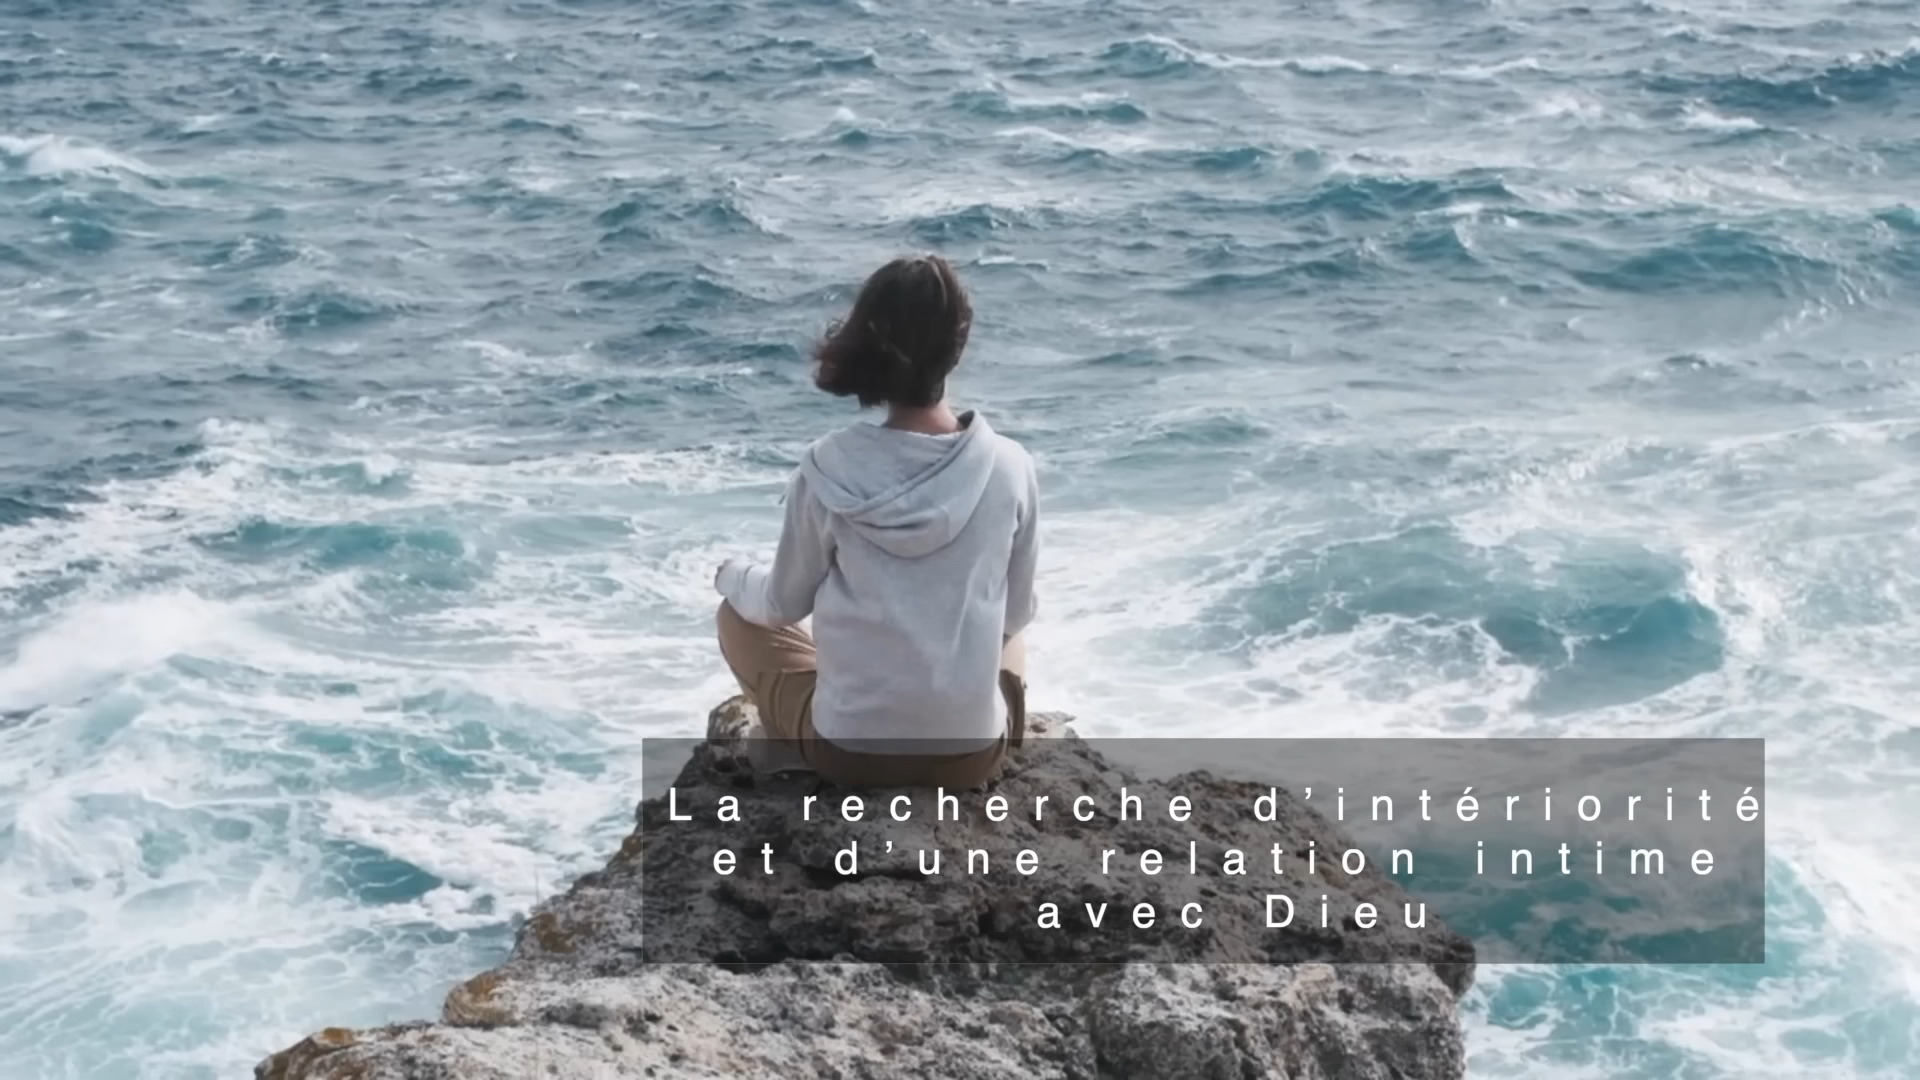 La recherche d’intériorité
et d’une relation intime
avec Dieu